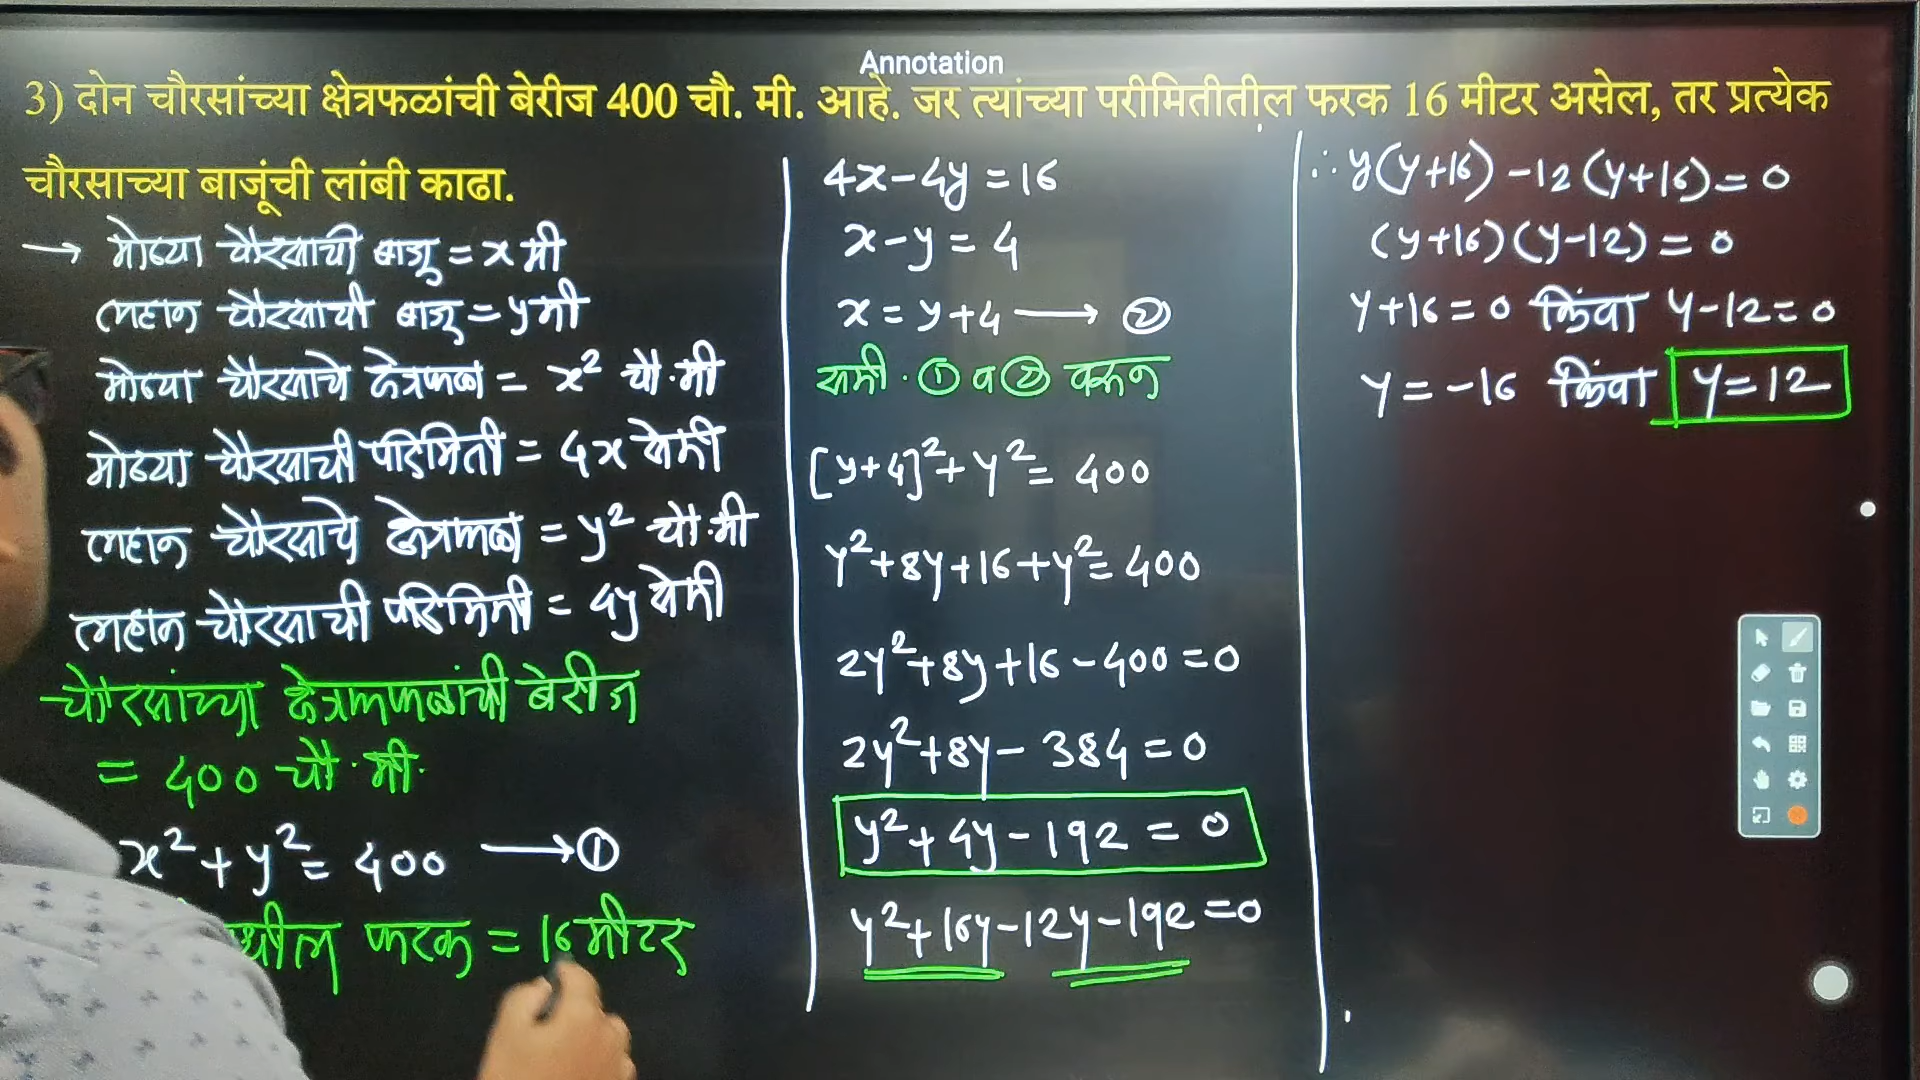 Annotation
3) दोन चौरसांच्या क्षेत्रफळांची बेरीज 400 चौ. मी. आहे. जर त्यांच्या परीमितीतील फरक 16 मीटर असेल, तर प्रत्येक
चौरसाच्या बाजूंची लांबी काढा.
→ मोठ्या चौरसाची बाजू = x मी
लहान चौरसाची बाजू = y मी
मोठ्या चौरसाचे क्षेत्रफळ = x² चौ.मी
मोठ्या चौरसाची परिमिती = 4x सेमी
लहान चौरसाचे क्षेत्रफळ = y² चौ.मी
लहान चौरसाची परिमिती = 4y सेमी
चौरसांच्या क्षेत्रफळांची बेरीज
= 400 चौ.मी.
x² + y² = 400 → ①
फरक = 16 मीटर
4x - 4y = 16
x - y = 4
x = y + 4 → ②
समी. ① व ② वरून
[y+4]² + y² = 400
y² + 8y + 16 + y² = 400
2y² + 8y + 16 - 400 = 0
2y² + 8y - 384 = 0
y² + 4y - 192 = 0
y² + 16y - 12y - 192 = 0
∴ y(y+16) - 12(y+16) = 0
(y+16)(y-12) = 0
y+16 = 0 किंवा y-12 = 0
y = -16 किंवा y = 12